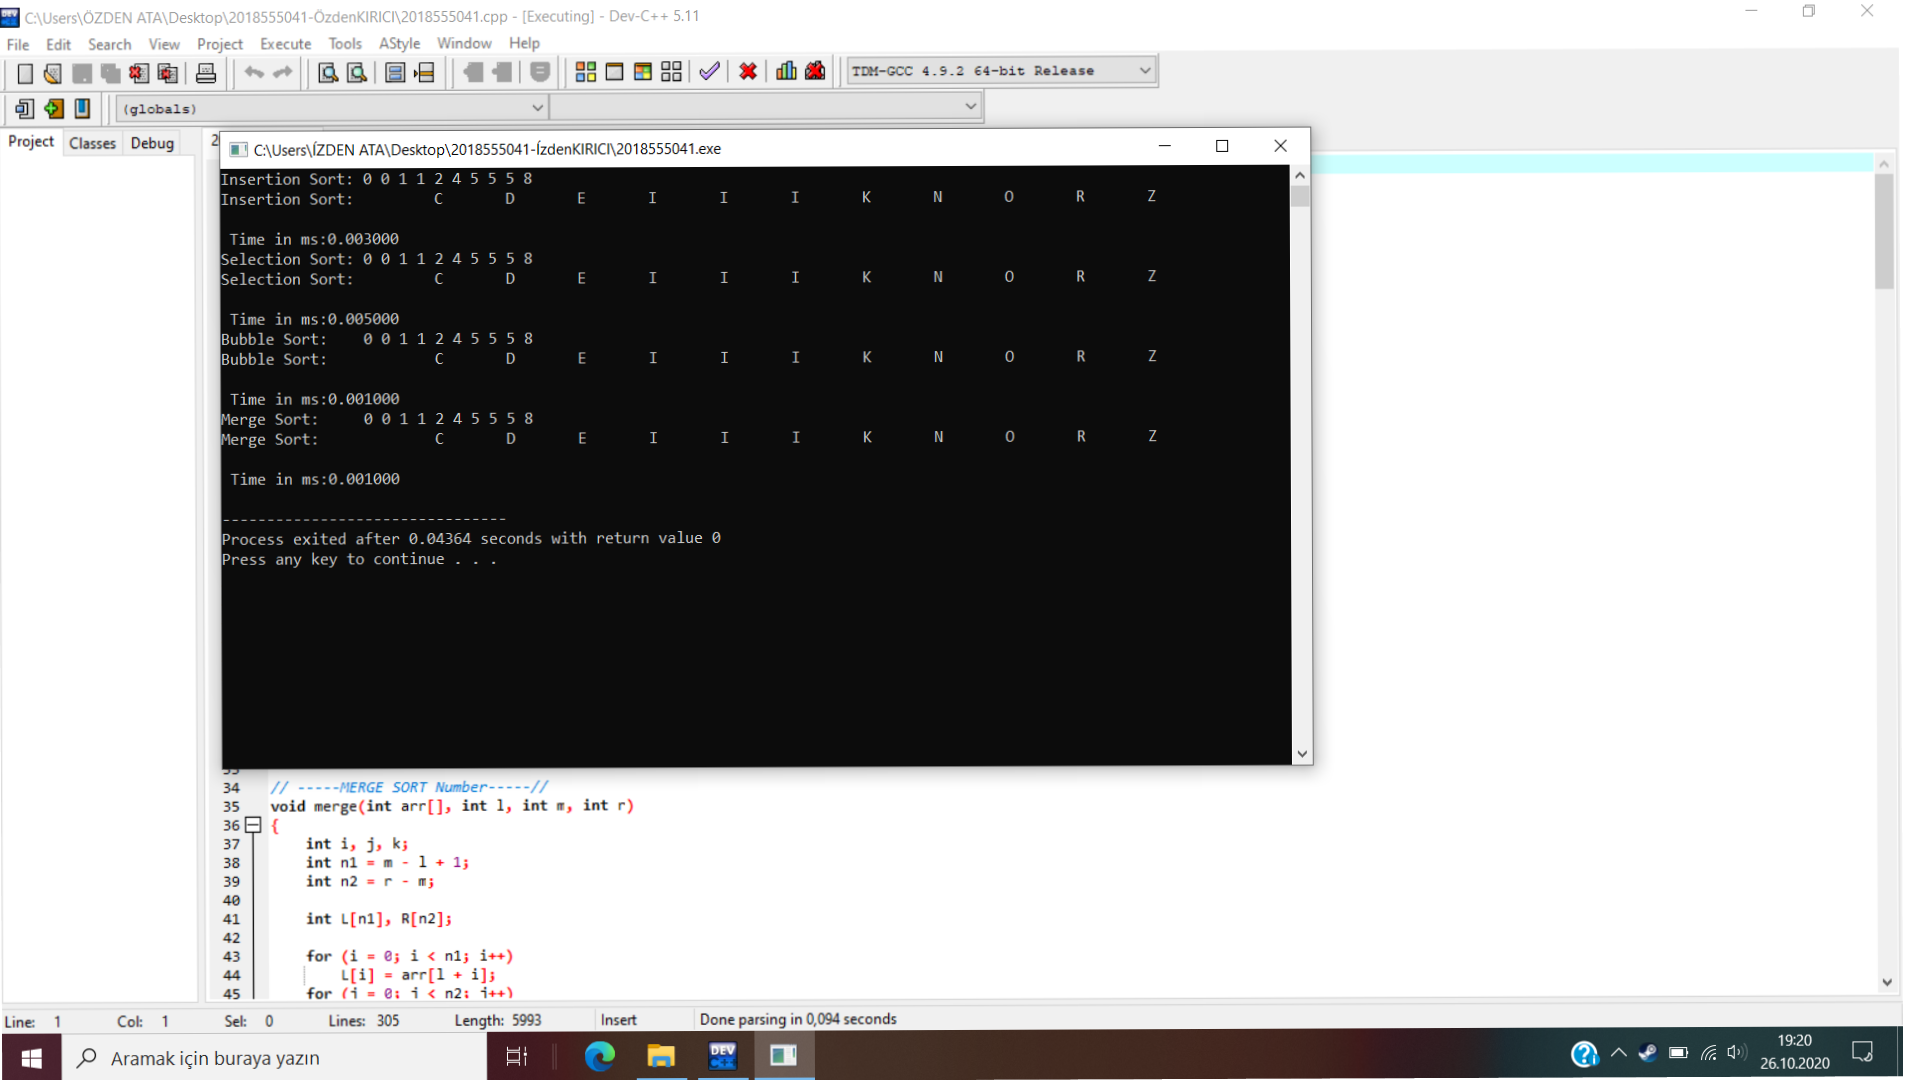 C:\Users\ÖZDEN ATA\Desktop\2018555041-ÖzdenKIRICI\2018555041.cpp - [Executing] - Dev-C++ 5.11
File Edit Search View Project Execute Tools AStyle Window Help
TDM-GCC 4.9.2 64-bit Release
(globals)
Project Classes Debug 2
C:\Users\ÍZDEN ATA\Desktop\2018555041-ÍzdenKIRICI\2018555041.exe
Insertion Sort: 0 0 1 1 2 4 5 5 5 8
Insertion Sort: C D E I I I K N O R Z
Time in ms:0.003000
Selection Sort: 0 0 1 1 2 4 5 5 5 8
Selection Sort: C D E I I I K N O R Z
Time in ms:0.005000
Bubble Sort: 0 0 1 1 2 4 5 5 5 8
Bubble Sort: C D E I I I K N O R Z
Time in ms:0.001000
Merge Sort: 0 0 1 1 2 4 5 5 5 8
Merge Sort: C D E I I I K N O R Z
Time in ms:0.001000
--------------------------------
Process exited after 0.04364 seconds with return value 0
Press any key to continue . . .
33
34 // -----MERGE SORT Number-----//
35 void merge(int arr[], int l, int m, int r)
36 {
37 int i, j, k;
38 int n1 = m - l + 1;
39 int n2 = r - m;
40
41 int L[n1], R[n2];
42
43 for (i = 0; i < n1; i++)
44 L[i] = arr[l + i];
45 for (j = 0; j < n2; j++)
Line: 1 Col: 1 Sel: 0 Lines: 305 Length: 5993 Insert Done parsing in 0,094 seconds
Aramak için buraya yazın
DEV C++
19:20
26.10.2020